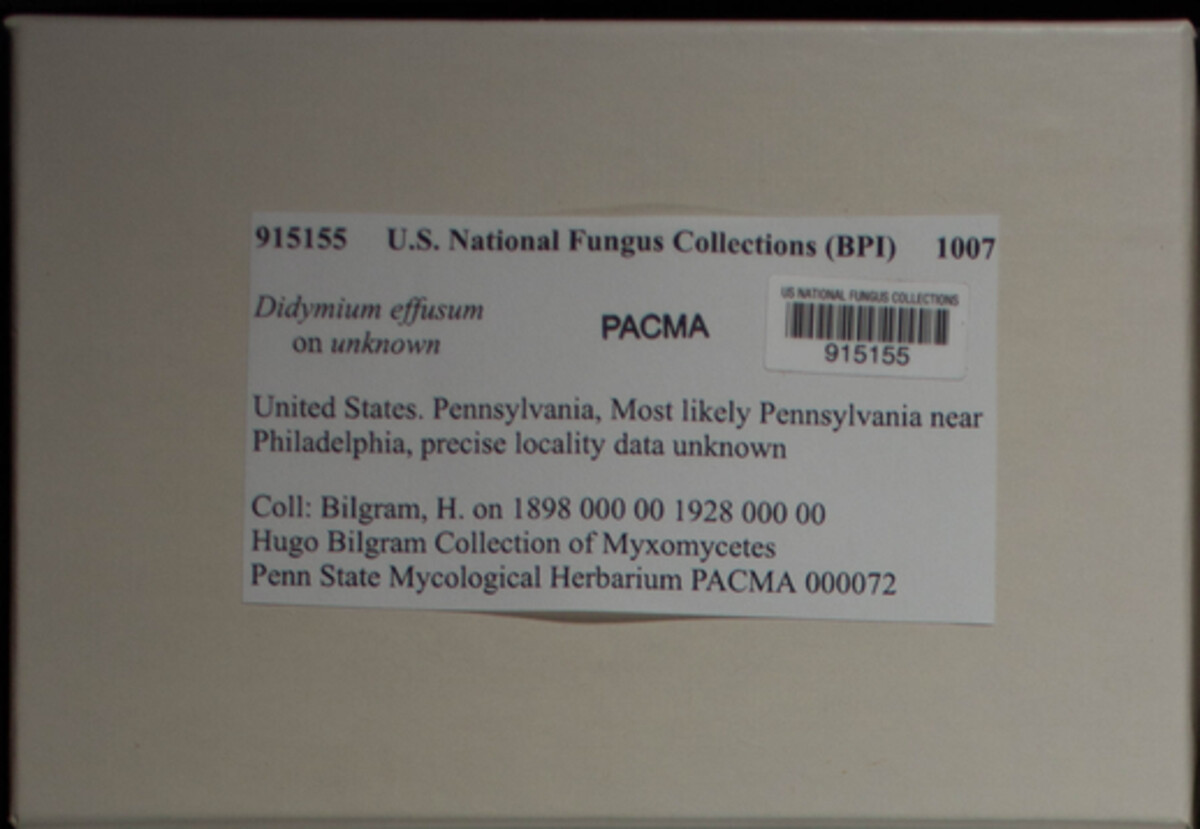 915155 U.S. National Fungus Collections (BPI) 1007
Didymium effusum
on unknown
PACMA
US NATIONAL FUNGUS COLLECTIONS
915155
United States. Pennsylvania, Most likely Pennsylvania near
Philadelphia, precise locality data unknown
Coll: Bilgram, H. on 1898 000 00 1928 000 00
Hugo Bilgram Collection of Myxomycetes
Penn State Mycological Herbarium PACMA 000072